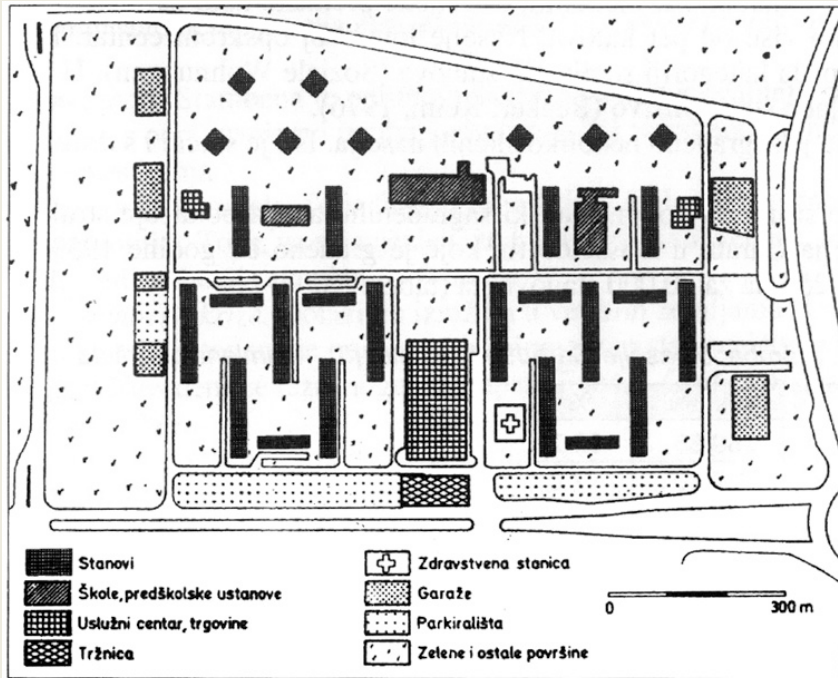 Stanovi
Škole, predškolske ustanove
Uslužni centar, trgovine
Tržnica
Zdravstvena stanica
Garaže
Parkirališta
Zelene i ostale površine
0 300 m